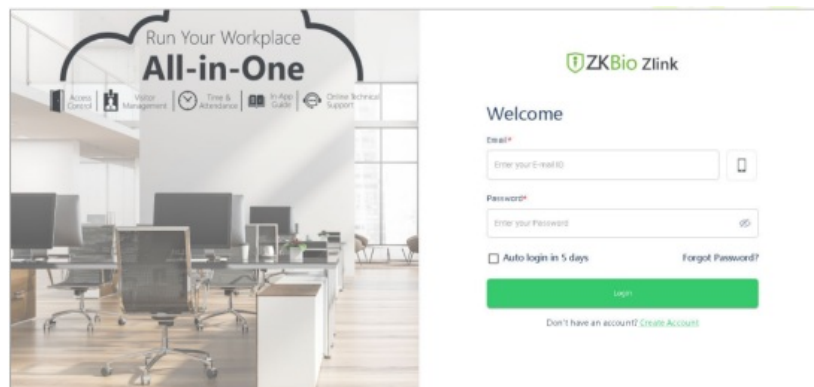 Run Your Workplace
All-in-One
Access Control
Visitor Management
Time & Attendance
In-App Guide
Online Technical Support
ZKBio Zlink
Welcome
Email*
Enter your E-mail ID
Password*
Enter your Password
Auto login in 5 days
Forgot Password?
Login
Don't have an account? Create Account